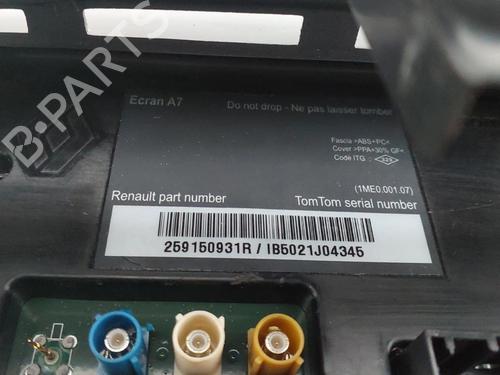 B-PARTS
Ecran A7
Do not drop - Ne pas laisser tomber
Fascia >ABS+PC<
Cover >PPA+30% GF<
Code ITG : 325
(1ME0.001.07)
Renault part number TomTom serial number
259150931R / IB5021J04345